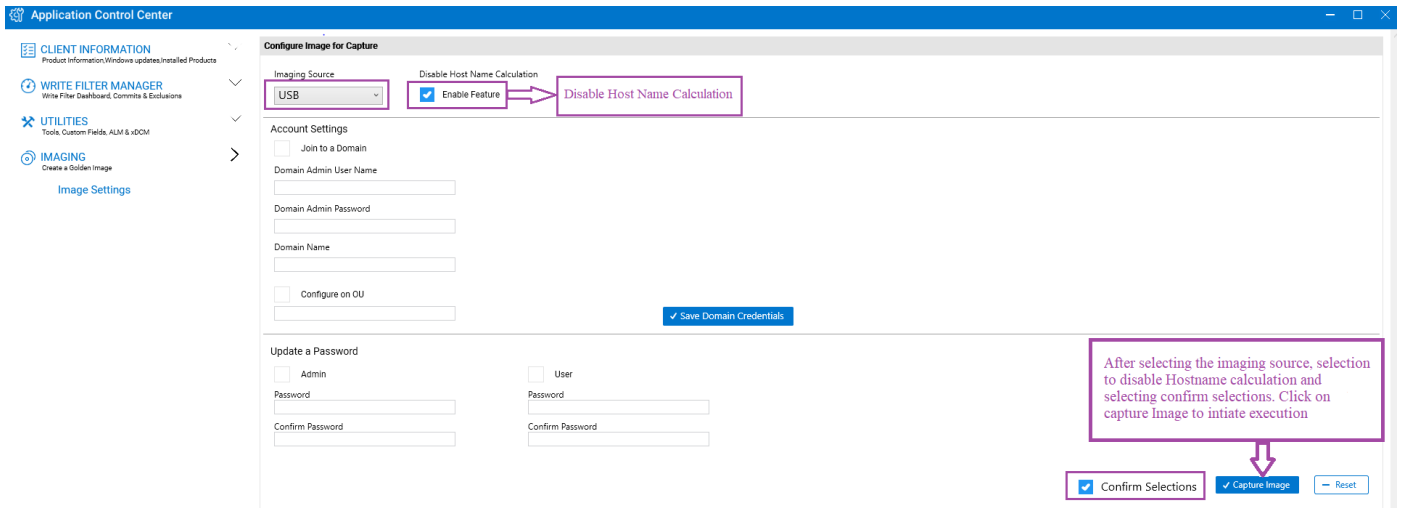 Application Control Center
CLIENT INFORMATION
Product Information,Windows updates,Installed Products
WRITE FILTER MANAGER
Write Filter Dashboard, Commits & Exclusions
UTILITIES
Tools, Custom Fields, ALM & xDCM
IMAGING
Create a Golden Image
Image Settings
Configure Image for Capture
Imaging Source
USB
Disable Host Name Calculation
Enable Feature
Disable Host Name Calculation
Account Settings
Join to a Domain
Domain Admin User Name
Domain Admin Password
Domain Name
Configure on OU
Save Domain Credentials
Update a Password
Admin
User
Password
Password
Confirm Password
Confirm Password
After selecting the imaging source, selection
to disable Hostname calculation and
selecting confirm selections. Click on
capture Image to intiate execution
Confirm Selections
Capture Image
Reset